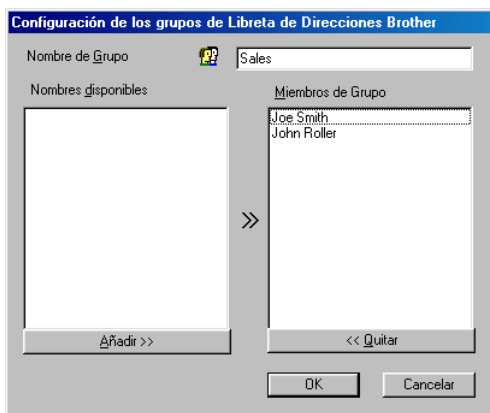 Configuración de los grupos de Libreta de Direcciones Brother
Nombre de Grupo
Sales
Nombres disponibles
Miembros de Grupo
Joe Smith
John Roller
Añadir >>
<< Quitar
OK
Cancelar